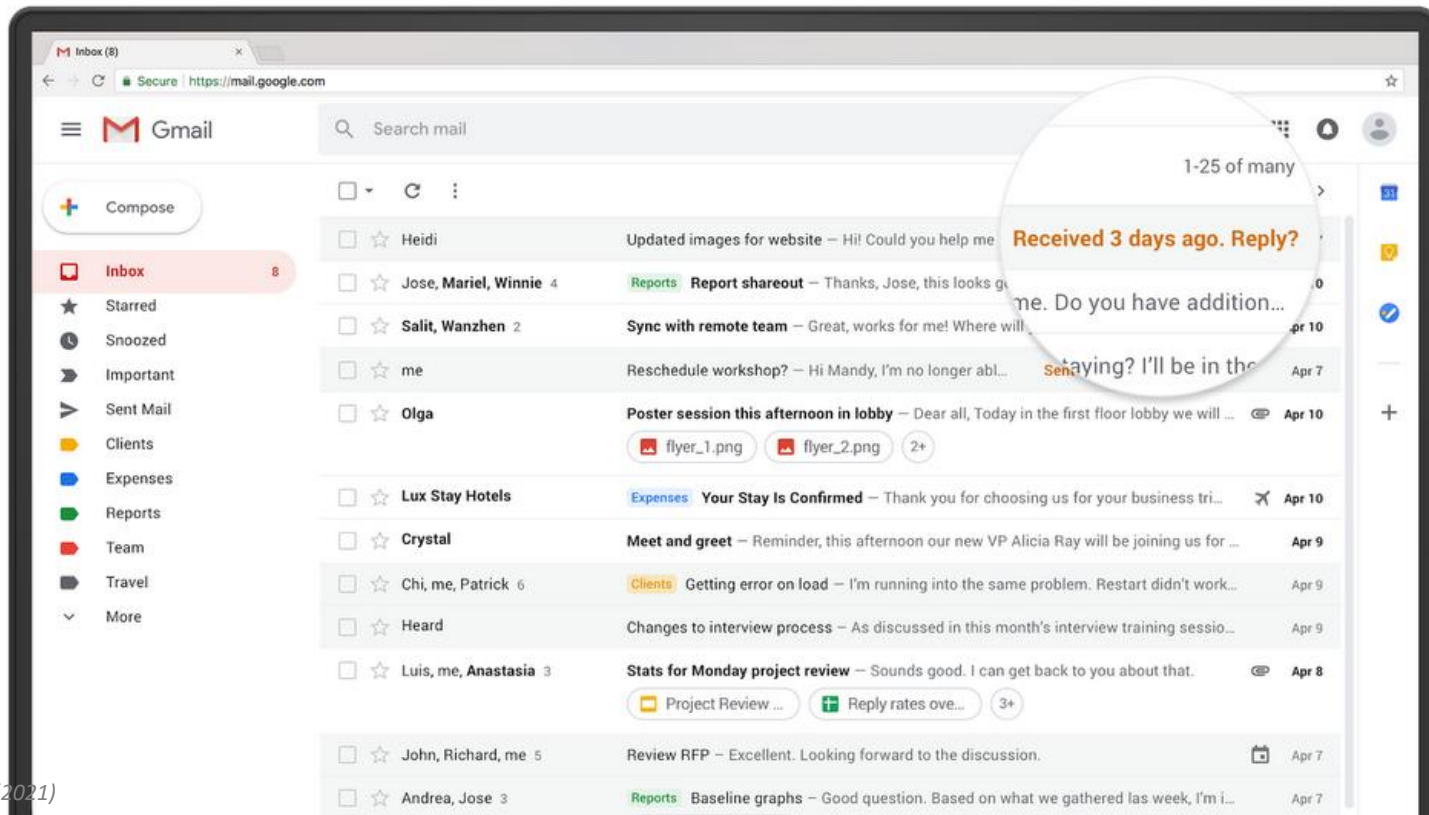 Inbox (8) ×
Secure https://mail.google.com
Gmail
Search mail
1-25 of many
Compose
Heidi Updated images for website – Hi! Could you help me Received 3 days ago. Reply?
Inbox 8
Jose, Mariel, Winnie 4 Reports Report shareout – Thanks, Jose, this looks me. Do you have addition...
Starred
Salit, Wanzhen 2 Sync with remote team – Great, works for me! Where will staying? I'll be in the pr 10
Snoozed
me Reschedule workshop? – Hi Mandy, I'm no longer abl... Apr 7
Important
Sent Mail
Olga Poster session this afternoon in lobby – Dear all, Today in the first floor lobby we will ... Apr 10
Clients
flyer_1.png flyer_2.png 2+
Expenses
Lux Stay Hotels Expenses Your Stay Is Confirmed – Thank you for choosing us for your business tri... Apr 10
Reports
Crystal Meet and greet – Reminder, this afternoon our new VP Alicia Ray will be joining us for ... Apr 9
Team
Chi, me, Patrick 6 Clients Getting error on load – I'm running into the same problem. Restart didn't work... Apr 9
Travel
More
Heard Changes to interview process – As discussed in this month's interview training sessio... Apr 9
Luis, me, Anastasia 3 Stats for Monday project review – Sounds good. I can get back to you about that. Apr 8
Project Review ... Reply rates ove... 3+
John, Richard, me 5 Review RFP – Excellent. Looking forward to the discussion. Apr 7
2021)
Andrea, Jose 3 Reports Baseline graphs – Good question. Based on what we gathered las week, I'm i... Apr 7